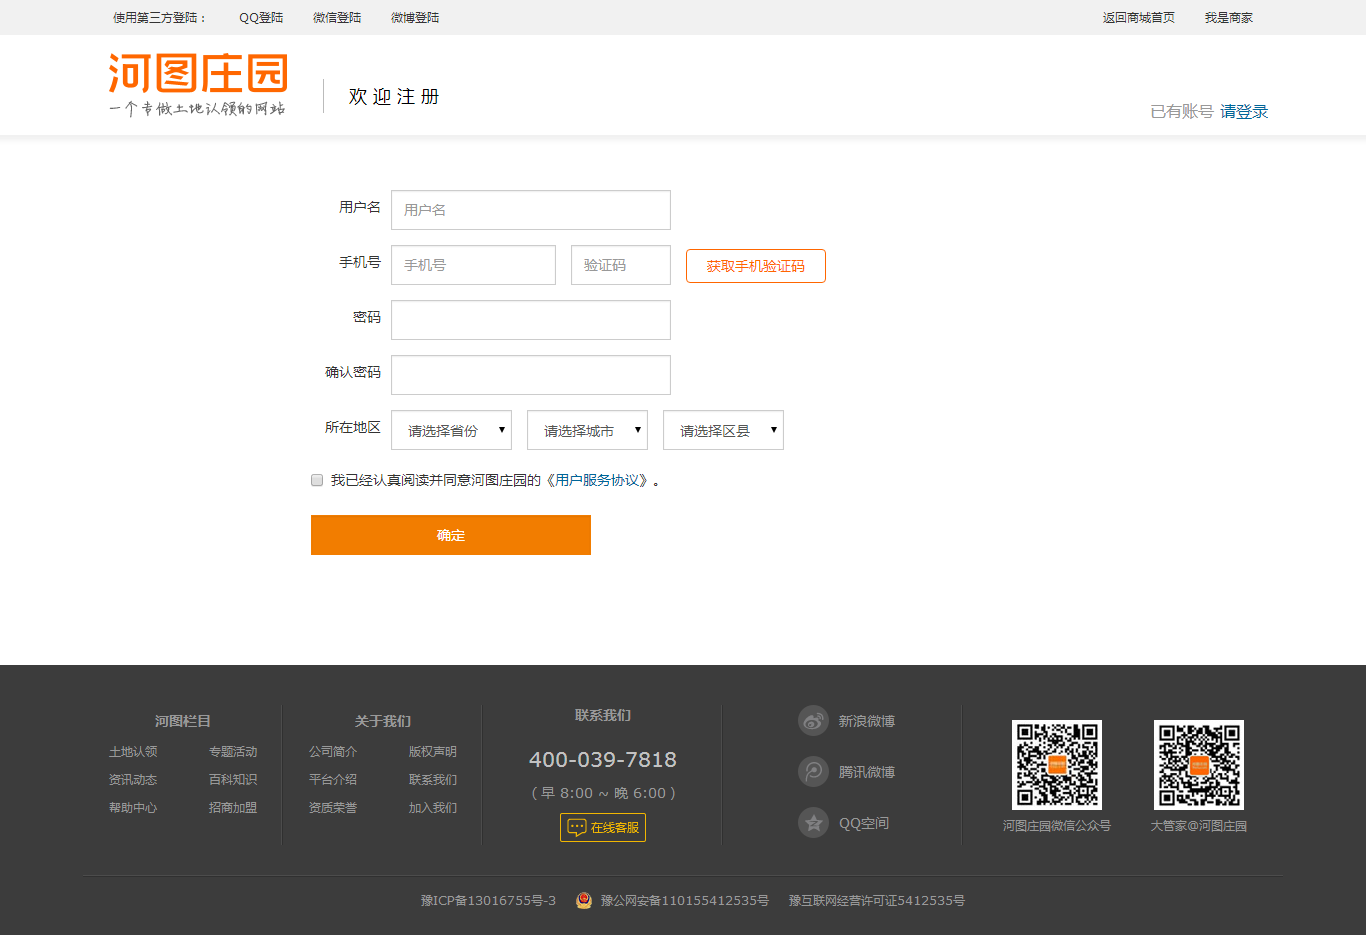 使用第三方登陆： QQ登陆 微信登陆 微博登陆 返回商城首页 我是商家
河图庄园
一个专做土地认领的网站
欢迎注册
已有账号 请登录
用户名 用户名
手机号 手机号 验证码 获取手机验证码
密码
确认密码
所在地区 请选择省份 请选择城市 请选择区县
我已经认真阅读并同意河图庄园的《用户服务协议》。
确定
河图栏目
土地认领 专题活动
资讯动态 百科知识
帮助中心 招商加盟
关于我们
公司简介 版权声明
平台介绍 联系我们
资质荣誉 加入我们
联系我们
400-039-7818
( 早 8:00 ~ 晚 6:00 )
在线客服
新浪微博
腾讯微博
QQ空间
河图庄园微信公众号
大管家@河图庄园
豫ICP备13016755号-3 豫公网安备110155412535号 豫互联网经营许可证5412535号